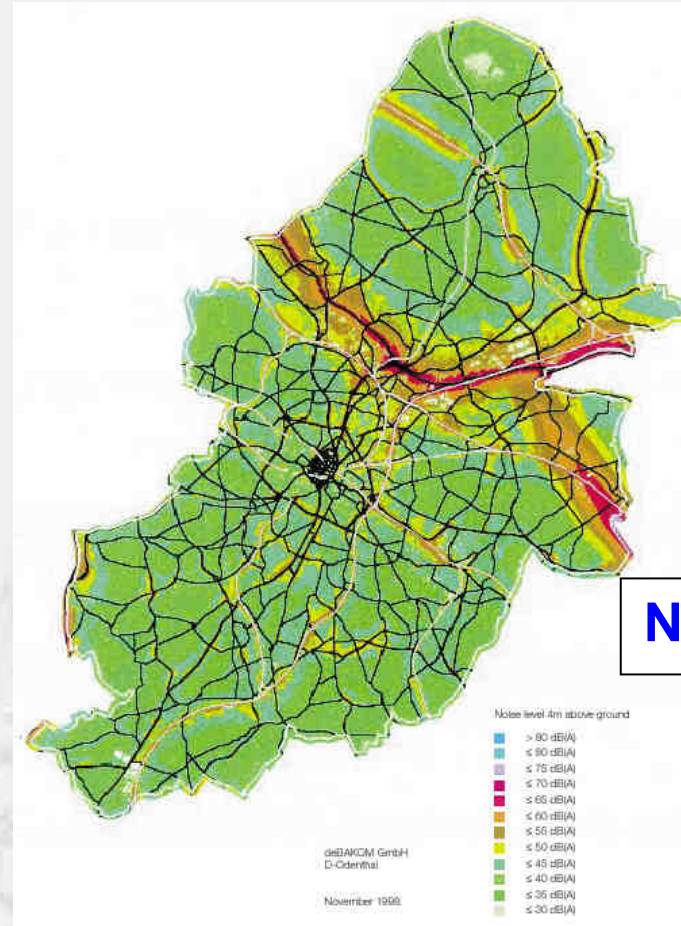 N
Noise level 4m above ground
> 80 dB(A)
≤ 80 dB(A)
≤ 75 dB(A)
≤ 70 dB(A)
≤ 65 dB(A)
≤ 60 dB(A)
≤ 55 dB(A)
≤ 50 dB(A)
≤ 45 dB(A)
≤ 40 dB(A)
≤ 35 dB(A)
≤ 30 dB(A)
deBAKOM GmbH
D-Odenthal
November 1998